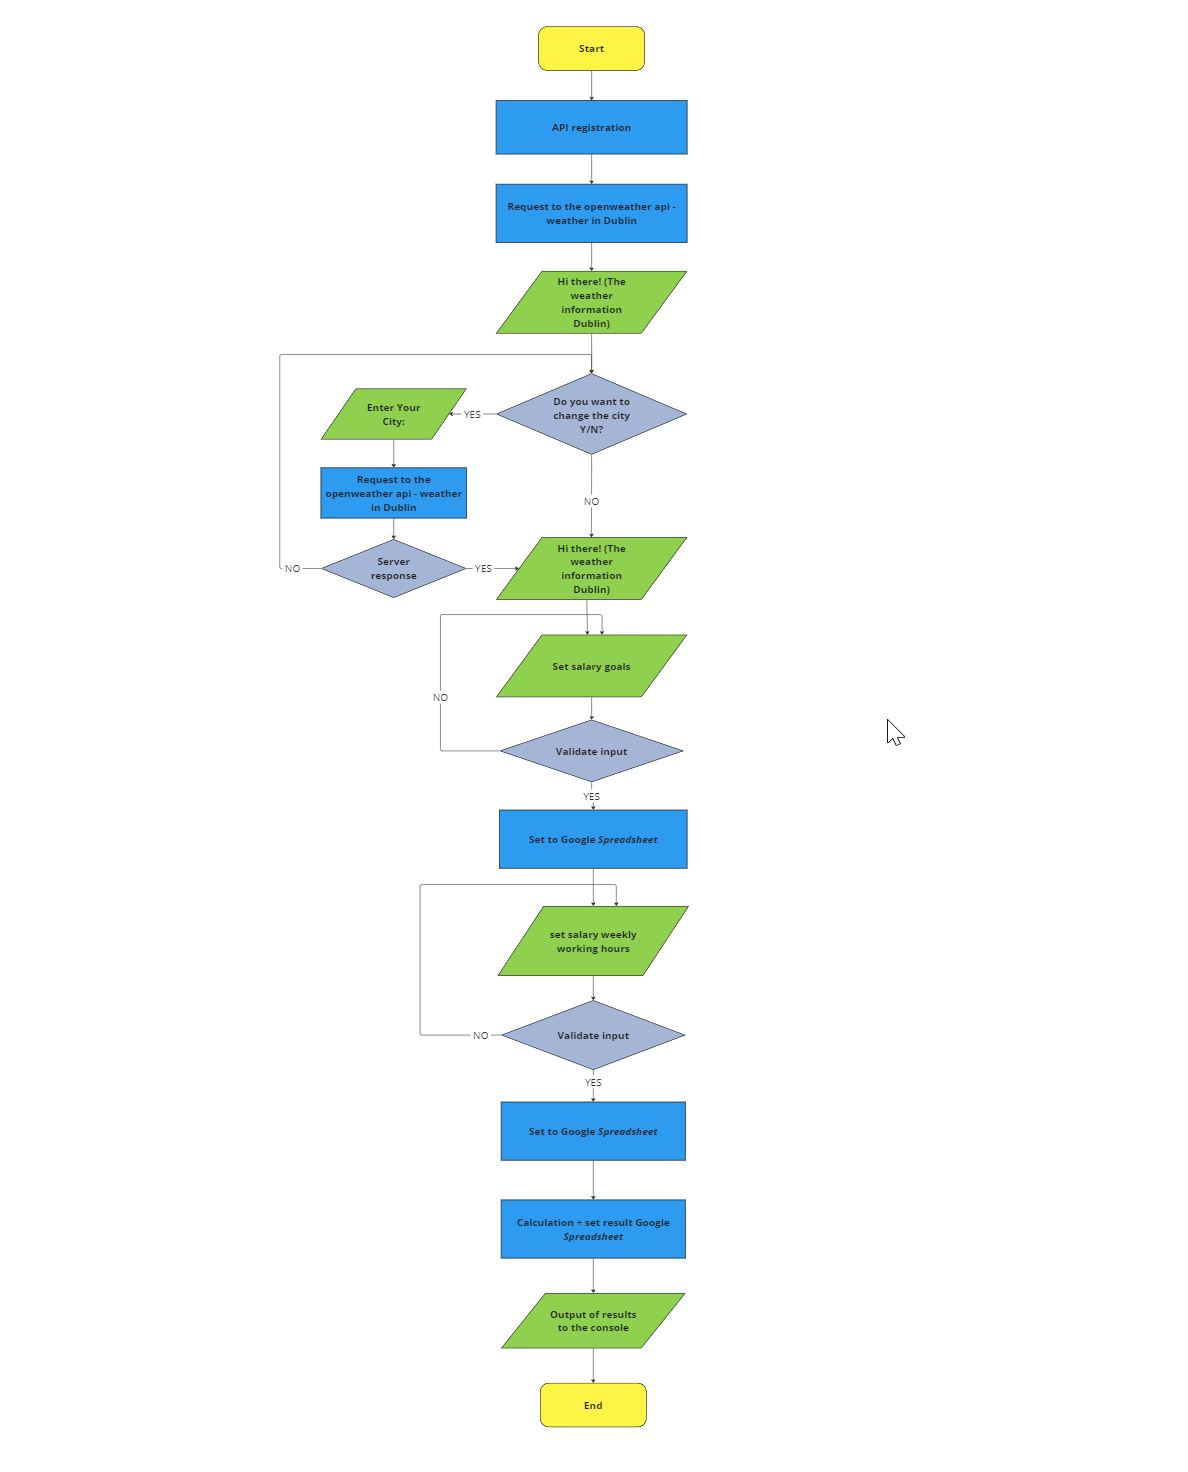 Start
API registration
Request to the openweather api -
weather in Dublin
Hi there! (The
weather
information
Dublin)
Do you want to
change the city
Y/N?
YES
Enter Your
City:
Request to the
openweather api - weather
in Dublin
NO
Server
response
NO
YES
Hi there! (The
weather
information
Dublin)
Set salary goals
NO
Validate input
YES
Set to Google Spreadsheet
set salary weekly
working hours
NO
Validate input
YES
Set to Google Spreadsheet
Calculation + set result Google
Spreadsheet
Output of results
to the console
End